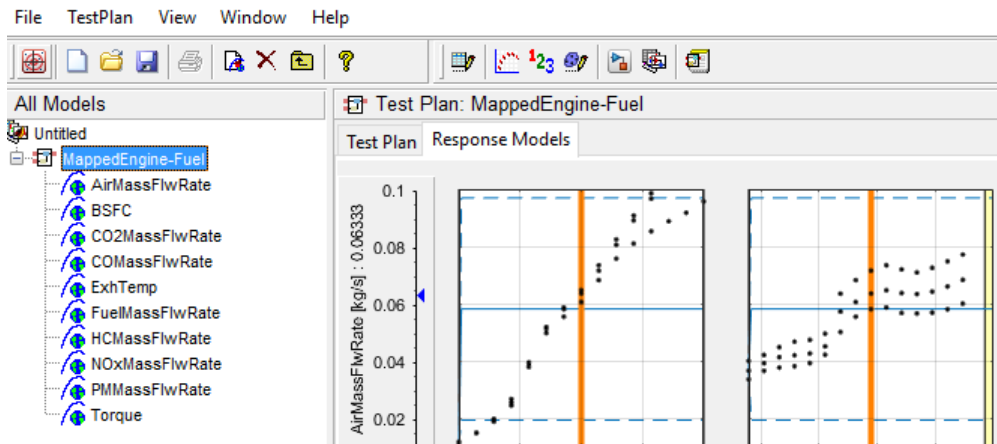 File TestPlan View Window Help
123
All Models
Untitled
MappedEngine-Fuel
AirMassFlwRate
BSFC
CO2MassFlwRate
COMassFlwRate
ExhTemp
FuelMassFlwRate
HCMassFlwRate
NOxMassFlwRate
PMMassFlwRate
Torque
Test Plan: MappedEngine-Fuel
Test Plan Response Models
AirMassFlwRate [kg/s] : 0.06333
0.1
0.08
0.06
0.04
0.02